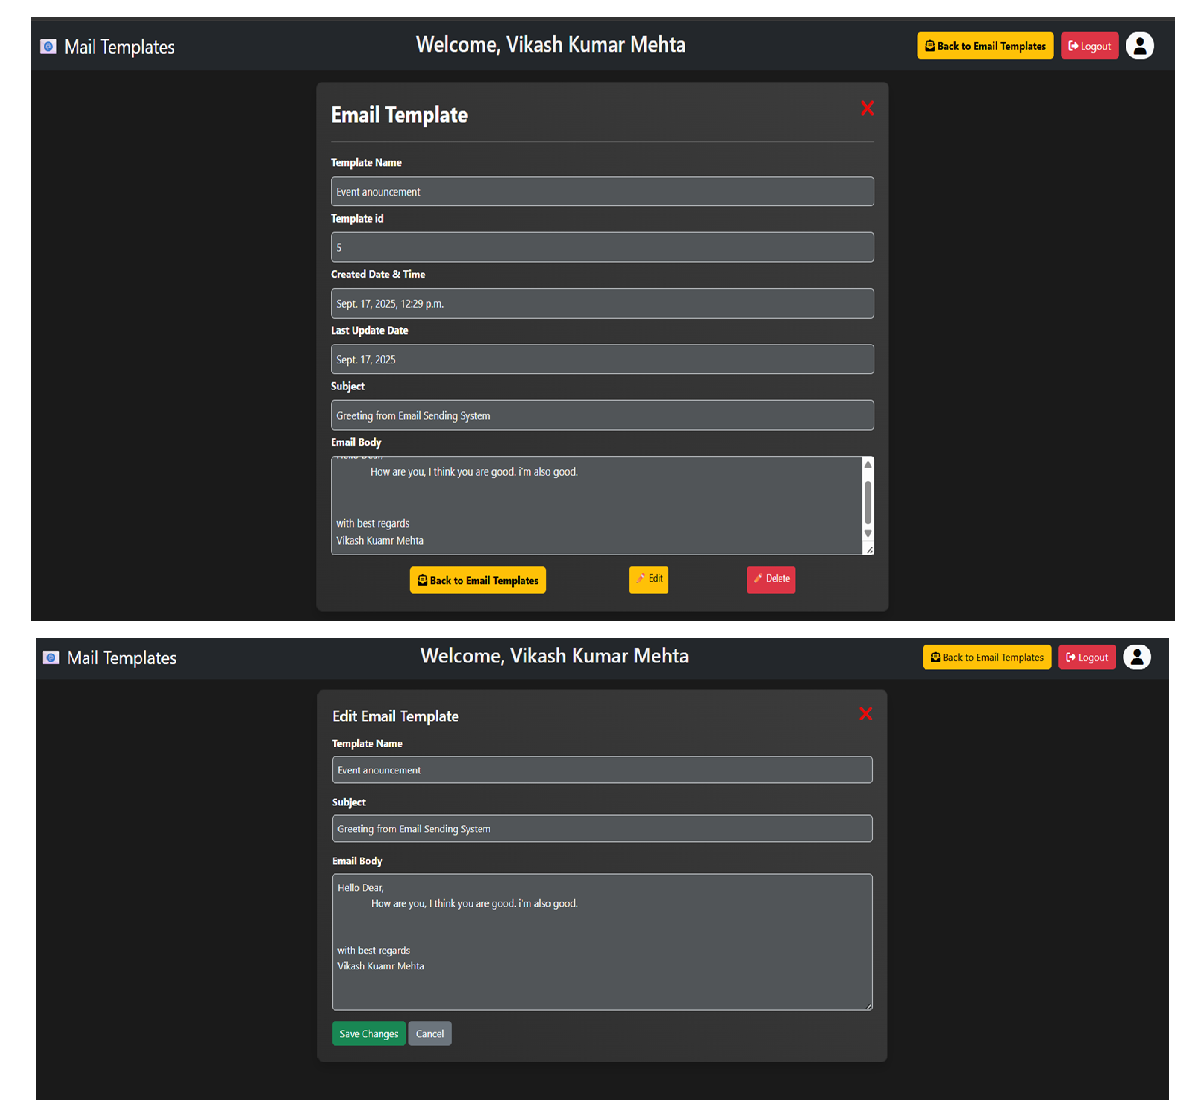 Mail Templates
Welcome, Vikash Kumar Mehta
Back to Email Templates
Logout
Email Template
Template Name
Event anouncement
Template id
5
Created Date & Time
Sept. 17, 2025, 12:29 p.m.
Last Update Date
Sept. 17, 2025
Subject
Greeting from Email Sending System
Email Body
Hello Dear,
How are you, I think you are good. i'm also good.
with best regards
Vikash Kuamr Mehta
Back to Email Templates
Edit
Delete
Mail Templates
Welcome, Vikash Kumar Mehta
Back to Email Templates
Logout
Edit Email Template
Template Name
Event anouncement
Subject
Greeting from Email Sending System
Email Body
Hello Dear,
How are you, I think you are good. i'm also good.
with best regards
Vikash Kuamr Mehta
Save Changes
Cancel